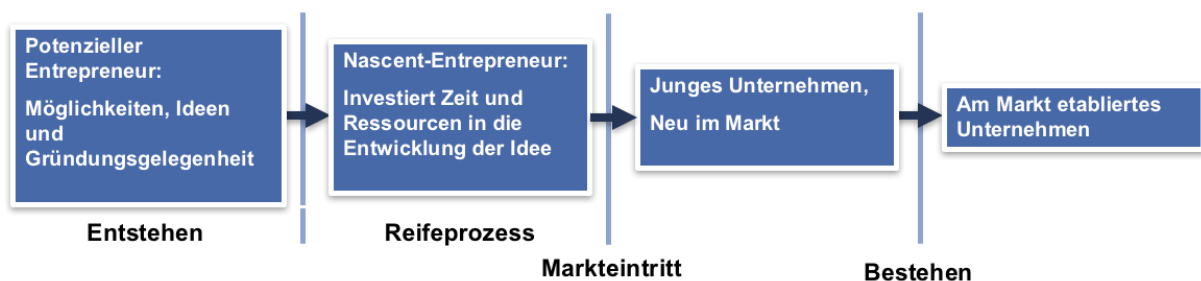 Potenzieller
Entrepreneur:
Möglichkeiten, Ideen
und
Gründungsgelegenheit
Nascent-Entrepreneur:
Investiert Zeit und
Ressourcen in die
Entwicklung der Idee
Junges Unternehmen,
Neu im Markt
Am Markt etabliertes
Unternehmen
Entstehen
Reifeprozess
Markteintritt
Bestehen